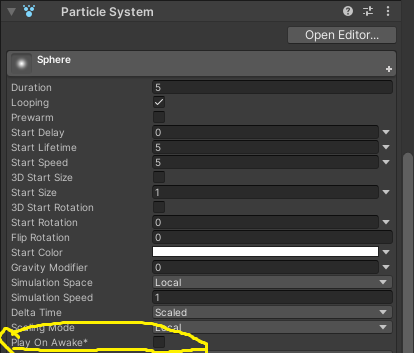 Particle System
Open Editor...
Sphere
Duration 5
Looping
Prewarm
Start Delay 0
Start Lifetime 5
Start Speed 5
3D Start Size
Start Size 1
3D Start Rotation
Start Rotation 0
Flip Rotation 0
Start Color
Gravity Modifier 0
Simulation Space Local
Simulation Speed 1
Delta Time Scaled
Scaling Mode Local
Play On Awake*